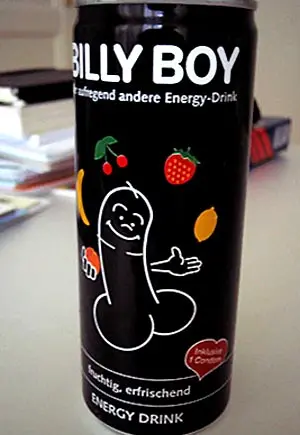 BILLY BOY
aufregend andere Energy-Drink
Inklusive
1 Condom
fruchtig, erfrischend
ENERGY DRINK